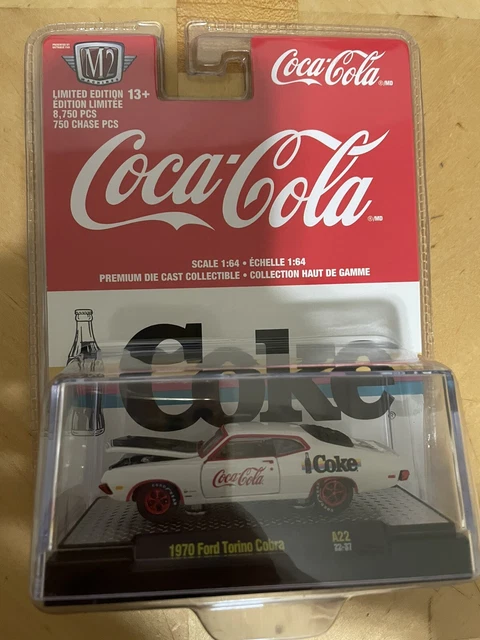 M2
MACHINES
Coca-Cola ®/MD
LIMITED EDITION 13+
ÉDITION LIMITÉE
8,750 PCS
750 CHASE PCS
Coca-Cola ®/MD
SCALE 1:64 • ÉCHELLE 1:64
PREMIUM DIE CAST COLLECTIBLE • COLLECTION HAUT DE GAMME
Coke
Coca-Cola
Coke
1970 Ford Torino Cobra
A22
22-37